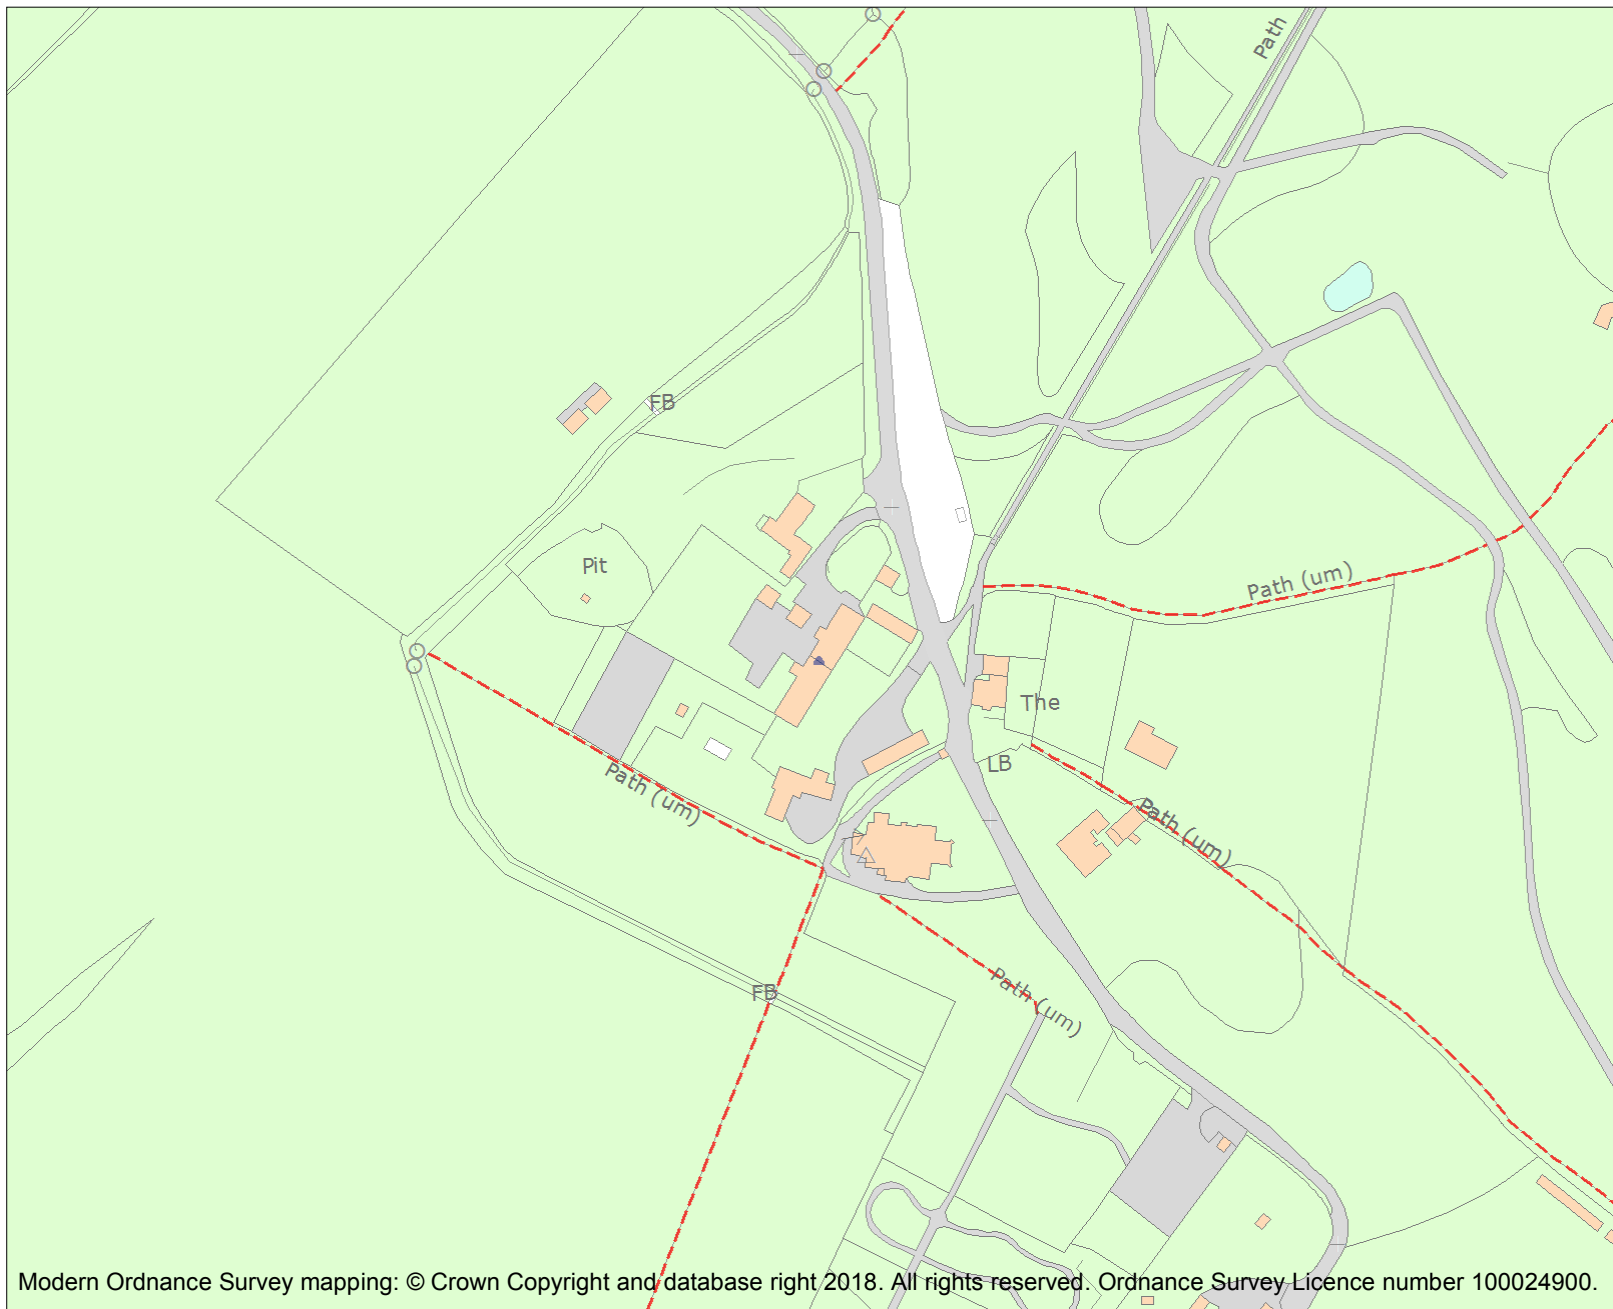 Path
FB
Pit
Path (um)
The
LB
Path (um)
Path (um)
FB
Path (um)
Modern Ordnance Survey mapping: © Crown Copyright and database right 2018. All rights reserved. Ordnance Survey Licence number 100024900.